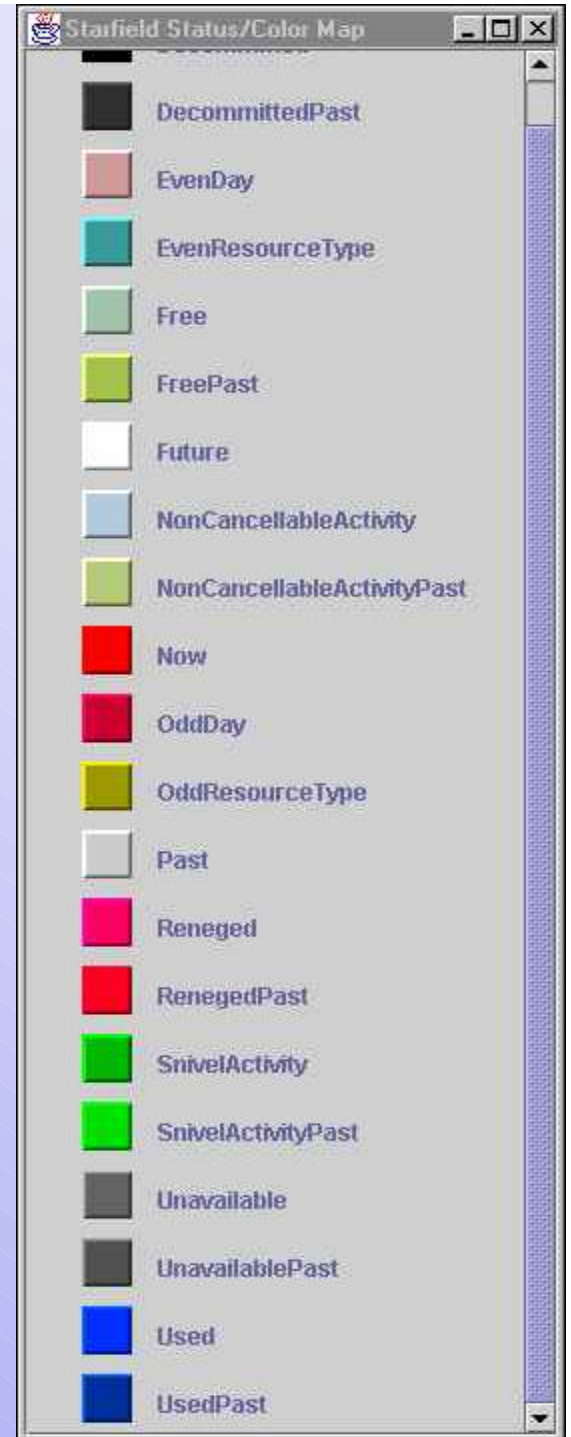 Starfield Status/Color Map
DecommittedPast
EvenDay
EvenResourceType
Free
FreePast
Future
NonCancellableActivity
NonCancellableActivityPast
Now
OddDay
OddResourceType
Past
Reneged
RenegedPast
SnivelActivity
SnivelActivityPast
Unavailable
UnavailablePast
Used
UsedPast